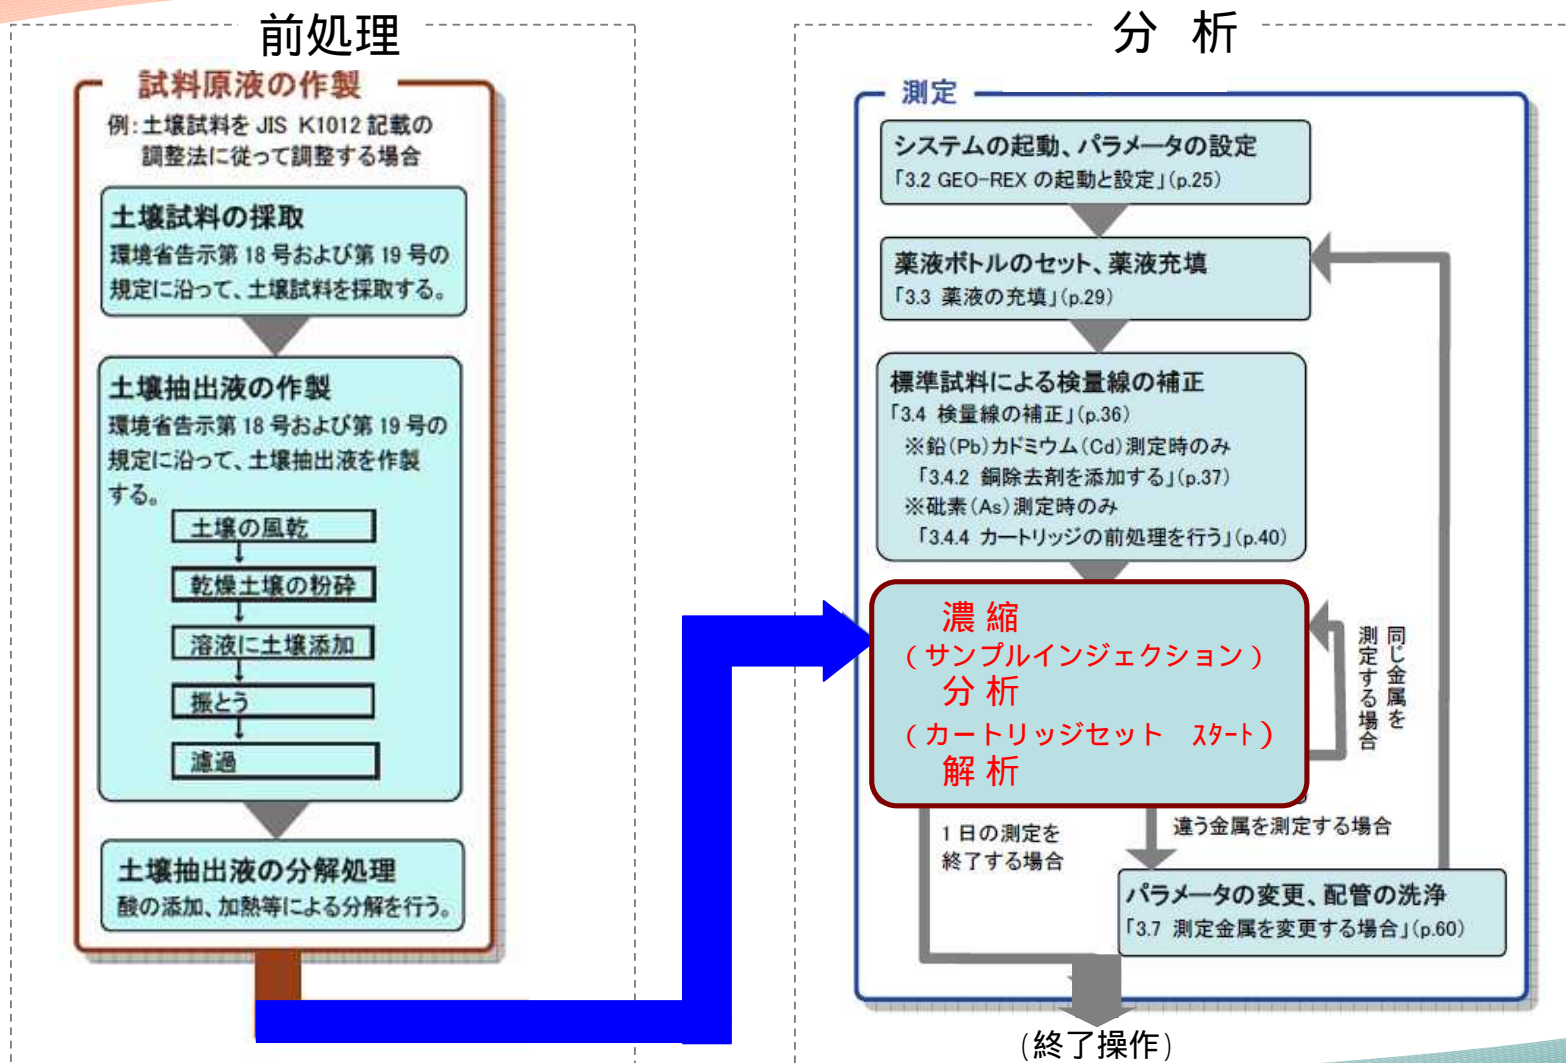 前処理
試料原液の作製
例:土壌試料を JIS K1012 記載の
調整法に従って調整する場合
土壌試料の採取
環境省告示第 18 号および第 19 号の
規定に沿って、土壌試料を採取する。
土壌抽出液の作製
環境省告示第 18 号および第 19 号の
規定に沿って、土壌抽出液を作製
する。
土壌の風乾
乾燥土壌の粉砕
溶液に土壌添加
振とう
濾過
土壌抽出液の分解処理
酸の添加、加熱等による分解を行う。
分 析
測定
システムの起動、パラメータの設定
「3.2 GEO-REX の起動と設定」(p.25)
薬液ボトルのセット、薬液充填
「3.3 薬液の充填」(p.29)
標準試料による検量線の補正
「3.4 検量線の補正」(p.36)
※鉛(Pb)カドミウム(Cd)測定時のみ
「3.4.2 銅除去剤を添加する」(p.37)
※砒素(As)測定時のみ
「3.4.4 カートリッジの前処理を行う」(p.40)
濃 縮
(サンプルインジェクション)
分 析
(カートリッジセット ｽﾀｰﾄ)
解 析
同じ金属を
測定する場合
1 日の測定を
終了する場合
違う金属を測定する場合
パラメータの変更、配管の洗浄
「3.7 測定金属を変更する場合」(p.60)
(終了操作)